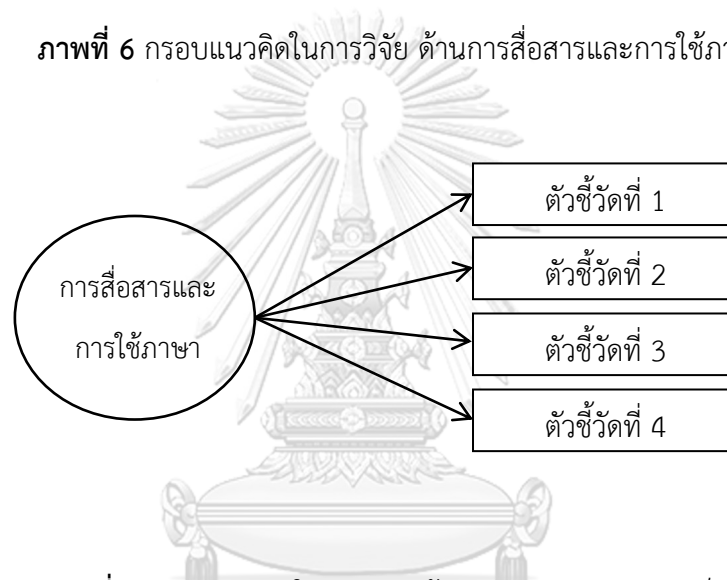 ภาพที่ 6 กรอบแนวคิดในการวิจัย ด้านการสื่อสารและการใช้ภา
ตัวชี้วัดที่ 1
ตัวชี้วัดที่ 2
การสื่อสารและ
การใช้ภาษา
ตัวชี้วัดที่ 3
ตัวชี้วัดที่ 4